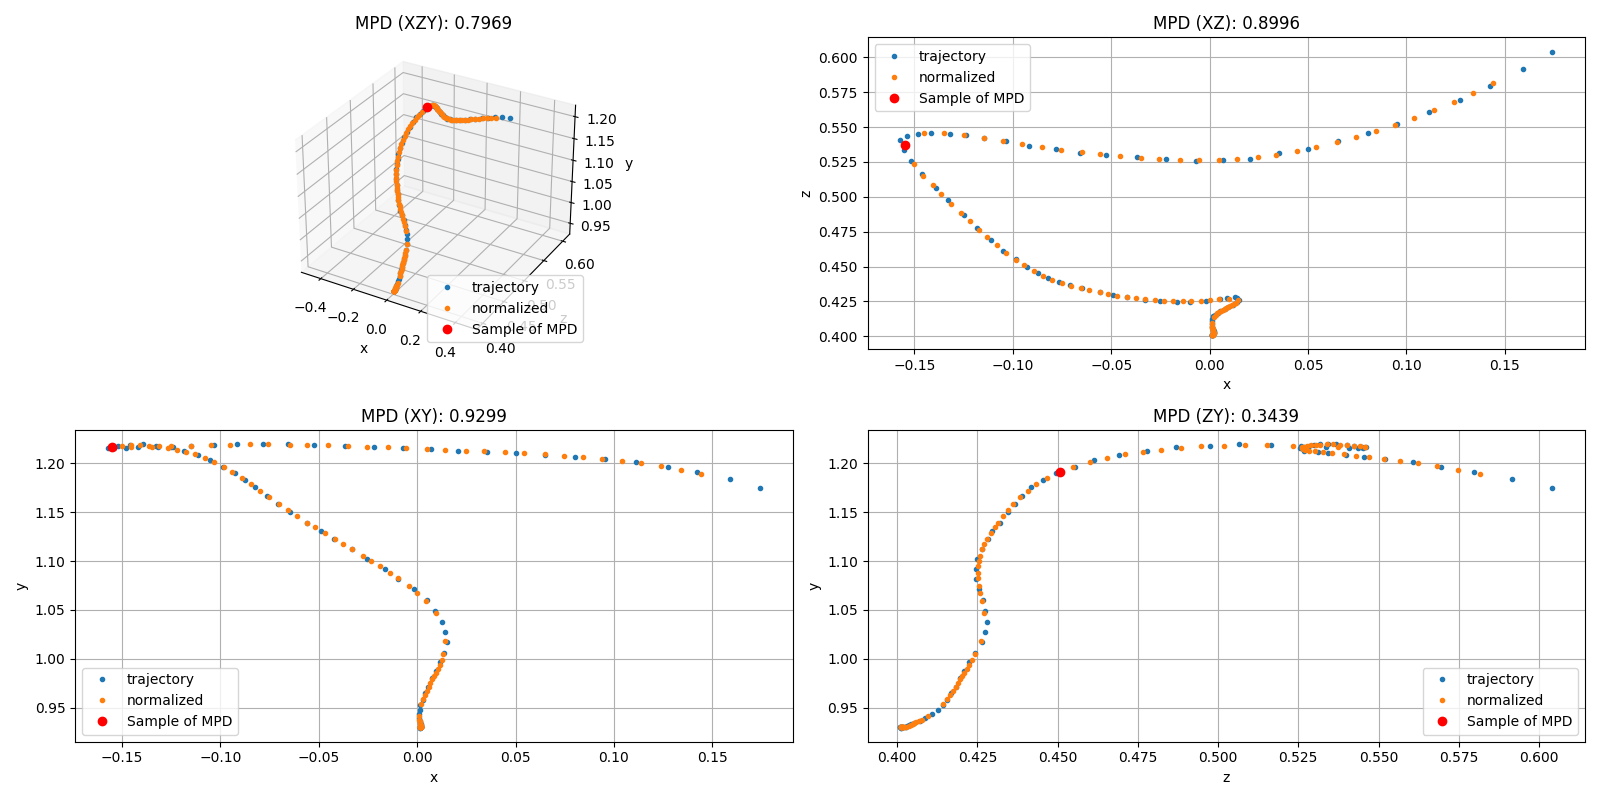 MPD (XZY): 0.7969
1.20
1.15
1.10
1.05
1.00
0.95
y
0.60
0.55
0.50
0.45
0.40
z
−0.4
−0.2
0.0
0.2
0.4
x
trajectory
normalized
Sample of MPD
MPD (XZ): 0.8996
trajectory
normalized
Sample of MPD
0.600
0.575
0.550
0.525
0.500
0.475
0.450
0.425
0.400
z
−0.15
−0.10
−0.05
0.00
0.05
0.10
0.15
x
MPD (XY): 0.9299
1.20
1.15
1.10
1.05
1.00
0.95
y
trajectory
normalized
Sample of MPD
−0.15
−0.10
−0.05
0.00
0.05
0.10
0.15
x
MPD (ZY): 0.3439
1.20
1.15
1.10
1.05
1.00
0.95
y
trajectory
normalized
Sample of MPD
0.400
0.425
0.450
0.475
0.500
0.525
0.550
0.575
0.600
z